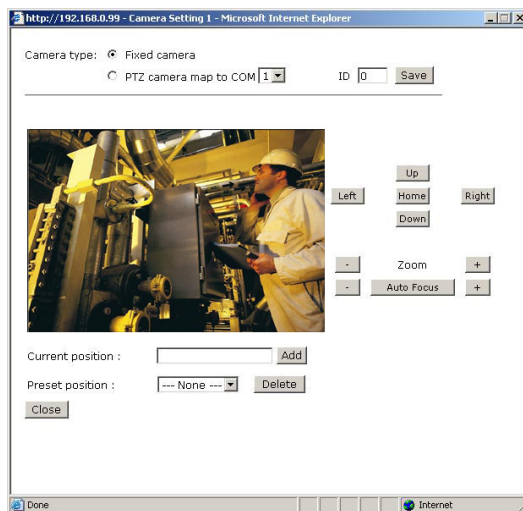 http://192.168.0.99 - Camera Setting 1 - Microsoft Internet Explorer
Camera type: Fixed camera
PTZ camera map to COM 1 ID 0 Save
Up
Left Home Right
Down
- Zoom +
- Auto Focus +
Current position : Add
Preset position : --- None --- Delete
Close
Done Internet